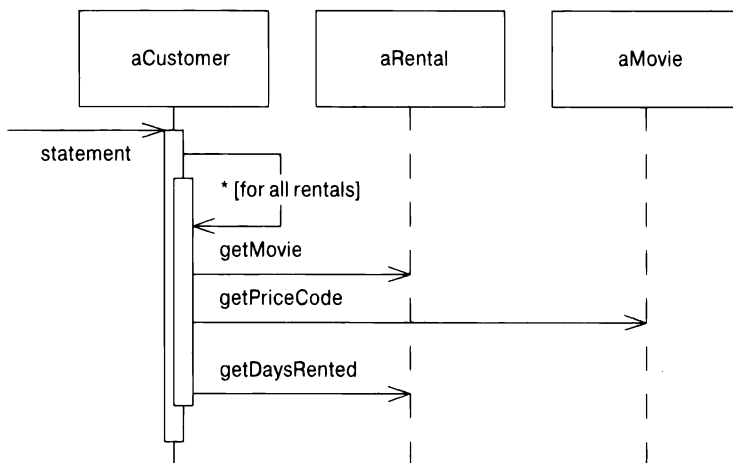 aCustomer
aRental
aMovie
statement
* [for all rentals]
getMovie
getPriceCode
getDaysRented